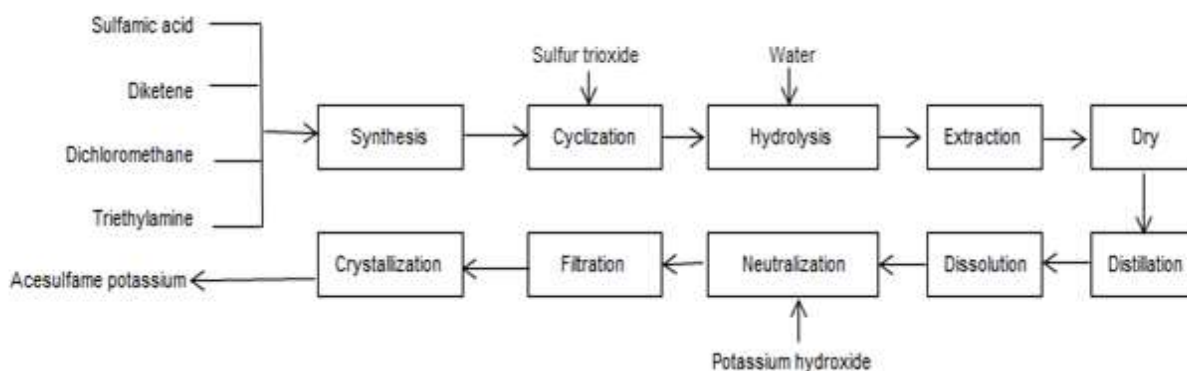 Sulfamic acid
Diketene
Dichloromethane
Triethylamine
Sulfur trioxide
Water
Synthesis
Cyclization
Hydrolysis
Extraction
Dry
Crystallization
Filtration
Neutralization
Dissolution
Distillation
Acesulfame potassium
Potassium hydroxide